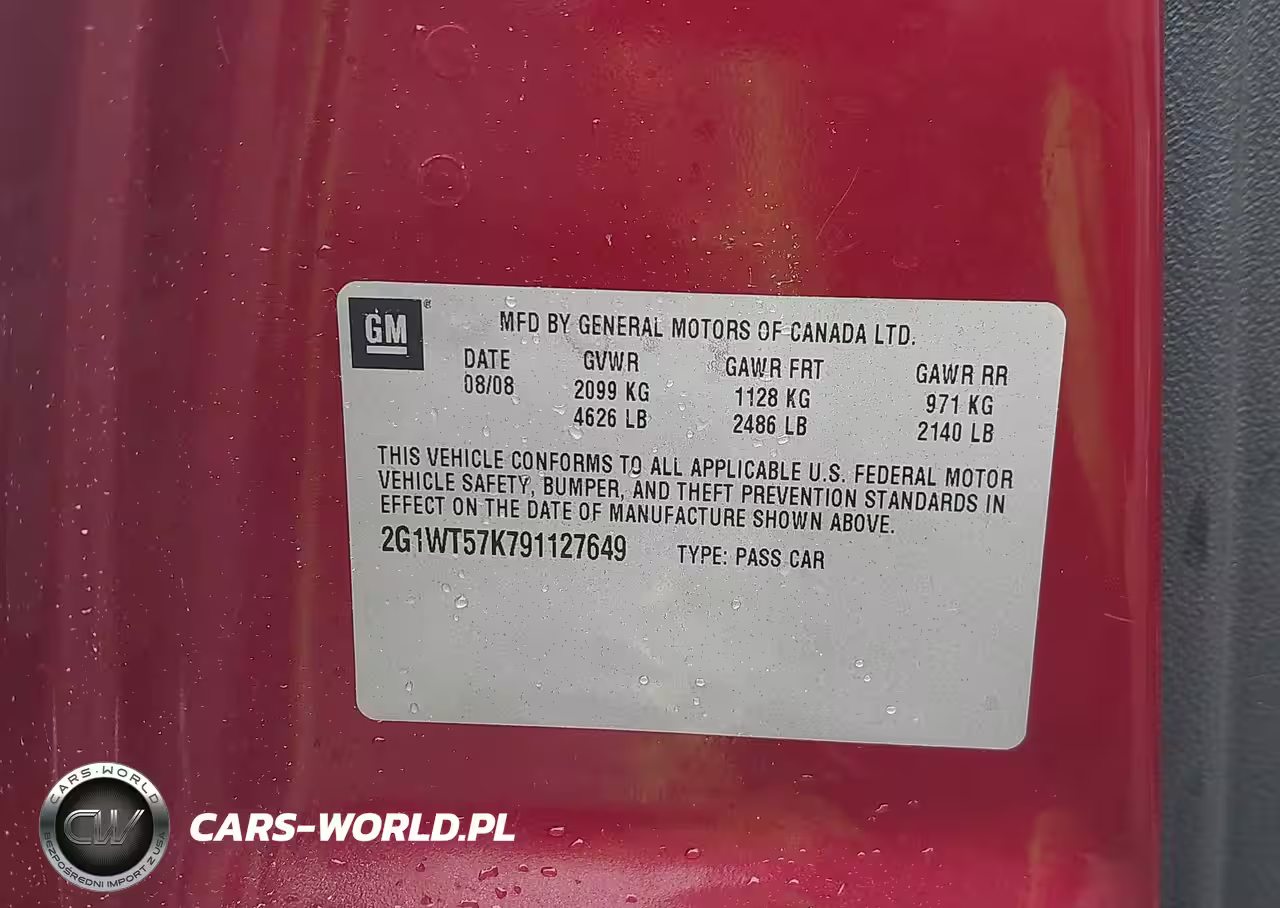 GM ®
MFD BY GENERAL MOTORS OF CANADA LTD.
DATE GVWR GAWR FRT GAWR RR
08/08 2099 KG 1128 KG 971 KG
4626 LB 2486 LB 2140 LB
THIS VEHICLE CONFORMS TO ALL APPLICABLE U.S. FEDERAL MOTOR
VEHICLE SAFETY, BUMPER, AND THEFT PREVENTION STANDARDS IN
EFFECT ON THE DATE OF MANUFACTURE SHOWN ABOVE.
2G1WT57K791127649 TYPE: PASS CAR
CARS-WORLD
CW
BEZPOŚREDNI IMPORT Z USA
CARS-WORLD.PL